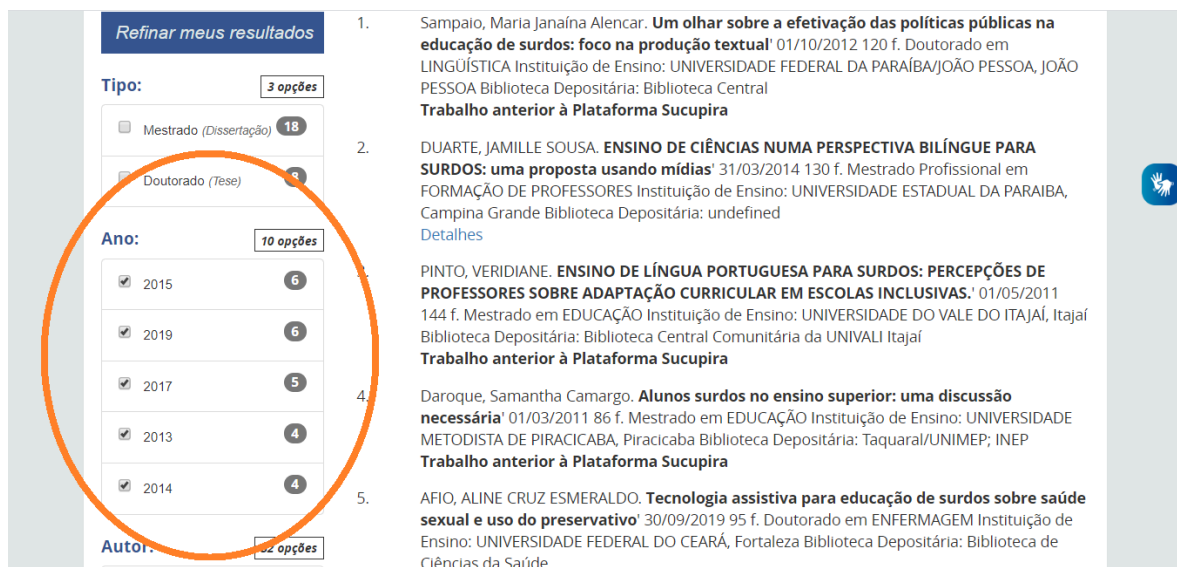 Refinar meus resultados
Tipo:
3 opções
Mestrado (Dissertação) 18
Doutorado (Tese) 8
Ano:
10 opções
2015 6
2019 6
2017 5
2013 4
2014 4
Autor:
opções
1. Sampaio, Maria Janaína Alencar. Um olhar sobre a efetivação das políticas públicas na
educação de surdos: foco na produção textual' 01/10/2012 120 f. Doutorado em
LINGÜÍSTICA Instituição de Ensino: UNIVERSIDADE FEDERAL DA PARAÍBA/JOÃO PESSOA, JOÃO
PESSOA Biblioteca Depositária: Biblioteca Central
Trabalho anterior à Plataforma Sucupira
2. DUARTE, JAMILLE SOUSA. ENSINO DE CIÊNCIAS NUMA PERSPECTIVA BILÍNGUE PARA
SURDOS: uma proposta usando mídias' 31/03/2014 130 f. Mestrado Profissional em
FORMAÇÃO DE PROFESSORES Instituição de Ensino: UNIVERSIDADE ESTADUAL DA PARAIBA,
Campina Grande Biblioteca Depositária: undefined
Detalhes
3. PINTO, VERIDIANE. ENSINO DE LÍNGUA PORTUGUESA PARA SURDOS: PERCEPÇÕES DE
PROFESSORES SOBRE ADAPTAÇÃO CURRICULAR EM ESCOLAS INCLUSIVAS.' 01/05/2011
144 f. Mestrado em EDUCAÇÃO Instituição de Ensino: UNIVERSIDADE DO VALE DO ITAJAÍ, Itajaí
Biblioteca Depositária: Biblioteca Central Comunitária da UNIVALI Itajaí
Trabalho anterior à Plataforma Sucupira
4. Daroque, Samantha Camargo. Alunos surdos no ensino superior: uma discussão
necessária' 01/03/2011 86 f. Mestrado em EDUCAÇÃO Instituição de Ensino: UNIVERSIDADE
METODISTA DE PIRACICABA, Piracicaba Biblioteca Depositária: Taquaral/UNIMEP; INEP
Trabalho anterior à Plataforma Sucupira
5. AFIO, ALINE CRUZ ESMERALDO. Tecnologia assistiva para educação de surdos sobre saúde
sexual e uso do preservativo' 30/09/2019 95 f. Doutorado em ENFERMAGEM Instituição de
Ensino: UNIVERSIDADE FEDERAL DO CEARÁ, Fortaleza Biblioteca Depositária: Biblioteca de
Ciências da Saúde